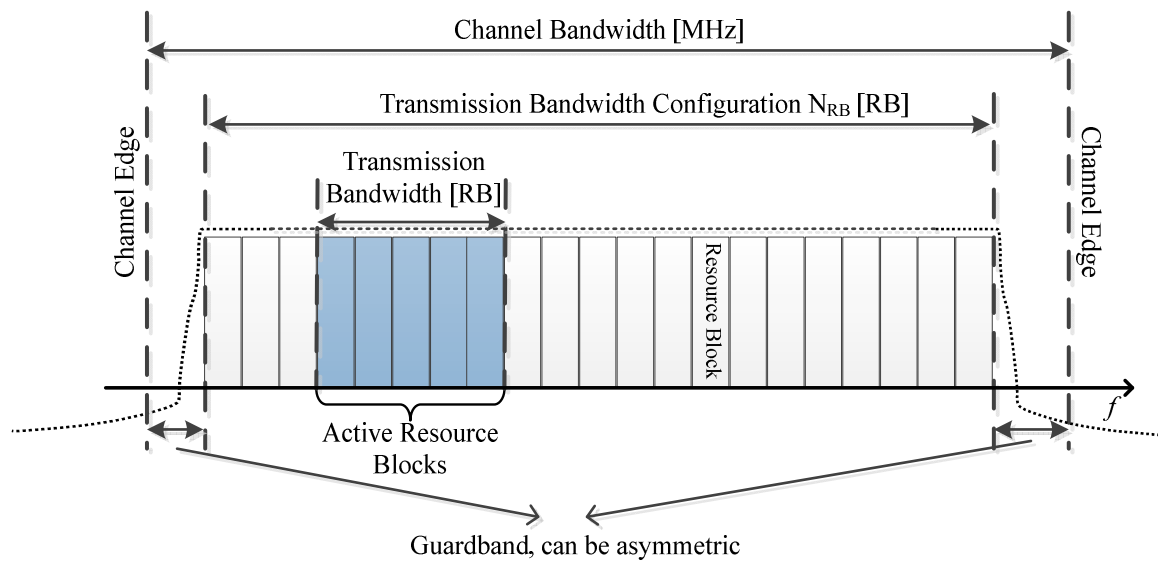 Channel Bandwidth [MHz]
Transmission Bandwidth Configuration NRB [RB]
Channel Edge
Transmission
Bandwidth [RB]
Channel Edge
Resource Block
f
Active Resource
Blocks
Guardband, can be asymmetric